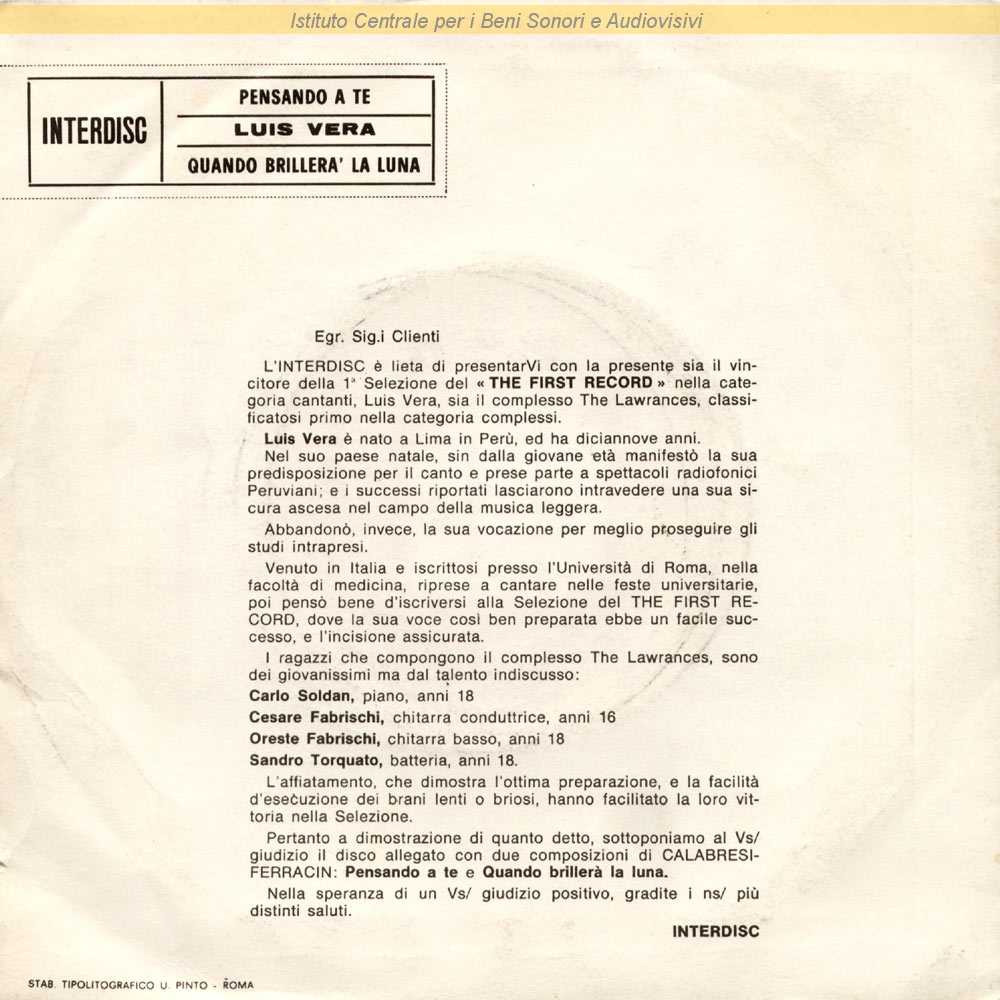 Istituto Centrale per i Beni Sonori e Audiovisivi
INTERDISC
PENSANDO A TE
LUIS VERA
QUANDO BRILLERA' LA LUNA
Egr. Sig.i Clienti
L'INTERDISC è lieta di presentarVi con la presente sia il vin-
citore della 1ª Selezione del « THE FIRST RECORD » nella cate-
goria cantanti, Luis Vera, sia il complesso The Lawrances, classi-
ficatosi primo nella categoria complessi.
Luis Vera è nato a Lima in Perù, ed ha diciannove anni.
Nel suo paese natale, sin dalla giovane età manifestò la sua
predisposizione per il canto e prese parte a spettacoli radiofonici
Peruviani; e i successi riportati lasciarono intravedere una sua si-
cura ascesa nel campo della musica leggera.
Abbandonò, invece, la sua vocazione per meglio proseguire gli
studi intrapresi.
Venuto in Italia e iscrittosi presso l'Università di Roma, nella
facoltà di medicina, riprese a cantare nelle feste universitarie,
poi pensò bene d'iscriversi alla Selezione del THE FIRST RE-
CORD, dove la sua voce così ben preparata ebbe un facile suc-
cesso, e l'incisione assicurata.
I ragazzi che compongono il complesso The Lawrances, sono
dei giovanissimi ma dal talento indiscusso:
Carlo Soldan, piano, anni 18
Cesare Fabrischi, chitarra conduttrice, anni 16
Oreste Fabrischi, chitarra basso, anni 18
Sandro Torquato, batteria, anni 18.
L'affiatamento, che dimostra l'ottima preparazione, e la facilità
d'esecuzione dei brani lenti o briosi, hanno facilitato la loro vit-
toria nella Selezione.
Pertanto a dimostrazione di quanto detto, sottoponiamo al Vs/
giudizio il disco allegato con due composizioni di CALABRESI-
FERRACIN: Pensando a te e Quando brillerà la luna.
Nella speranza di un Vs/ giudizio positivo, gradite i ns/ più
distinti saluti.
INTERDISC
STAB. TIPOLITOGRAFICO U. PINTO - ROMA